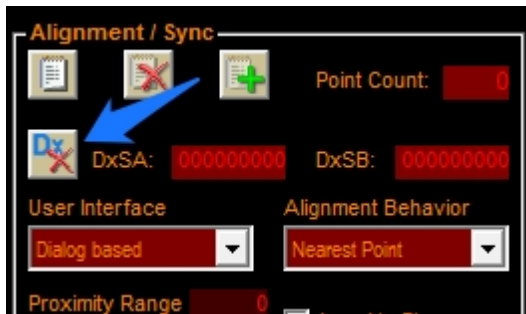 Alignment / Sync
Point Count: 0
Dx
DxSA: 000000000 DxSB: 000000000
User Interface Alignment Behavior
Dialog based Nearest Point
Proximity Range 0